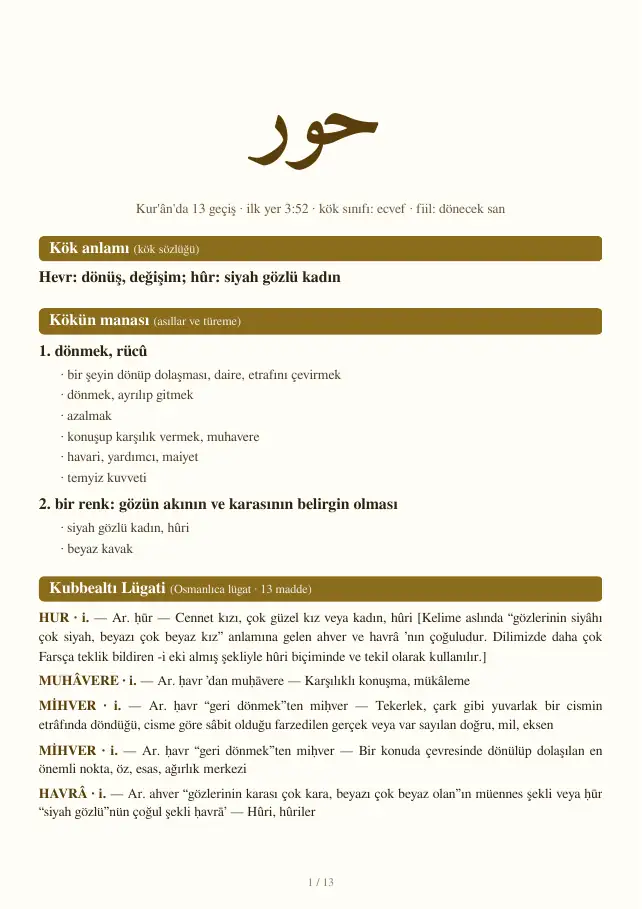 حور
Kur'ân'da 13 geçiş · ilk yer 3:52 · kök sınıfı: ecvef · fiil: dönecek san
Kök anlamı (kök sözlüğü)
Hevr: dönüş, değişim; hûr: siyah gözlü kadın
Kökün manası (asıllar ve türeme)
1. dönmek, rücû
· bir şeyin dönüp dolaşması, daire, etrafını çevirmek
· dönmek, ayrılıp gitmek
· azalmak
· konuşup karşılık vermek, muhavere
· havari, yardımcı, maiyet
· temyiz kuvveti
2. bir renk: gözün akının ve karasının belirgin olması
· siyah gözlü kadın, hûri
· beyaz kavak
Kubbealtı Lügati (Osmanlıca lügat · 13 madde)
HUR · i. — Ar. ḥūr — Cennet kızı, çok güzel kız veya kadın, hûri [Kelime aslında “gözlerinin siyâhı
çok siyah, beyazı çok beyaz kız” anlamına gelen ahver ve havrâ ’nın çoğuludur. Dilimizde daha çok
Farsça teklik bildiren -i eki almış şekliyle hûri biçiminde ve tekil olarak kullanılır.]
MUHÂVERE · i. — Ar. ḥavr ’dan muḥāvere — Karşılıklı konuşma, mükâleme
MİHVER · i. — Ar. ḥavr “geri dönmek”ten miḥver — Tekerlek, çark gibi yuvarlak bir cismin
etrâfında döndüğü, cisme göre sâbit olduğu farzedilen gerçek veya var sayılan doğru, mil, eksen
MİHVER · i. — Ar. ḥavr “geri dönmek”ten miḥver — Bir konuda çevresinde dönülüp dolaşılan en
önemli nokta, öz, esas, ağırlık merkezi
HAVRÂ · i. — Ar. ahver “gözlerinin karası çok kara, beyazı çok beyaz olan”ın müennes şekli veya ḥūr
“siyah gözlü”nün çoğul şekli ḥavrā’ — Hûri, hûriler
1 / 13